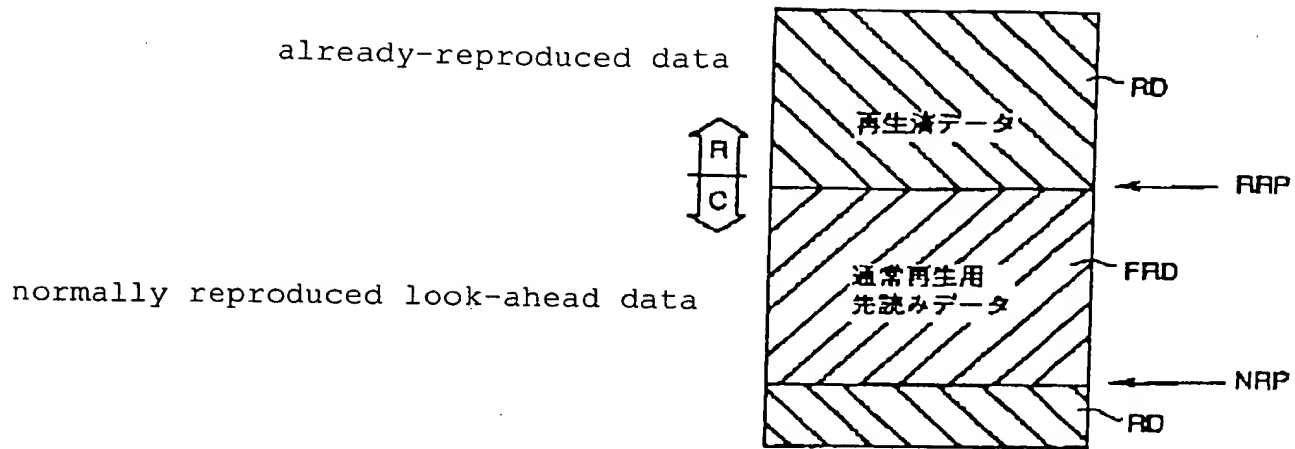 already-reproduced data
RD
再生済データ
R
C
RRP
FRD
通常再生用
先読みデータ
normally reproduced look-ahead data
NRP
RD